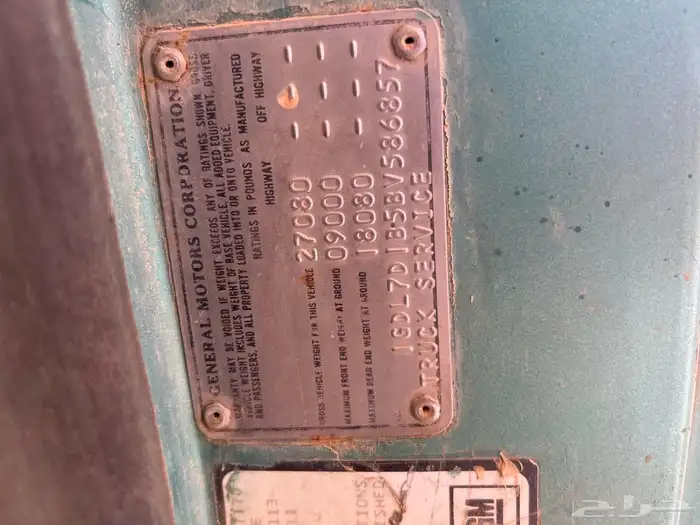 GENERAL MOTORS CORPORATION
WARRANTY MAY BE VOIDED IF WEIGHT EXCEEDS ANY OF RATINGS SHOWN. GROSS
VEHICLE WEIGHT INCLUDES WEIGHT OF BASE VEHICLE, ALL ADDED EQUIPMENT, DRIVER
AND PASSENGERS, AND ALL PROPERTY LOADED INTO OR ONTO VEHICLE.
RATINGS IN POUNDS AS MANUFACTURED
HIGHWAY OFF HIGHWAY
GROSS VEHICLE WEIGHT FOR THIS VEHICLE 27080 - - -
MAXIMUM FRONT END WEIGHT AT GROUND 09000 - - -
MAXIMUM REAR END WEIGHT AT GROUND 18080 - - -
1GDL7D1B5BV586857
TRUCK SERVICE
GM
حراج